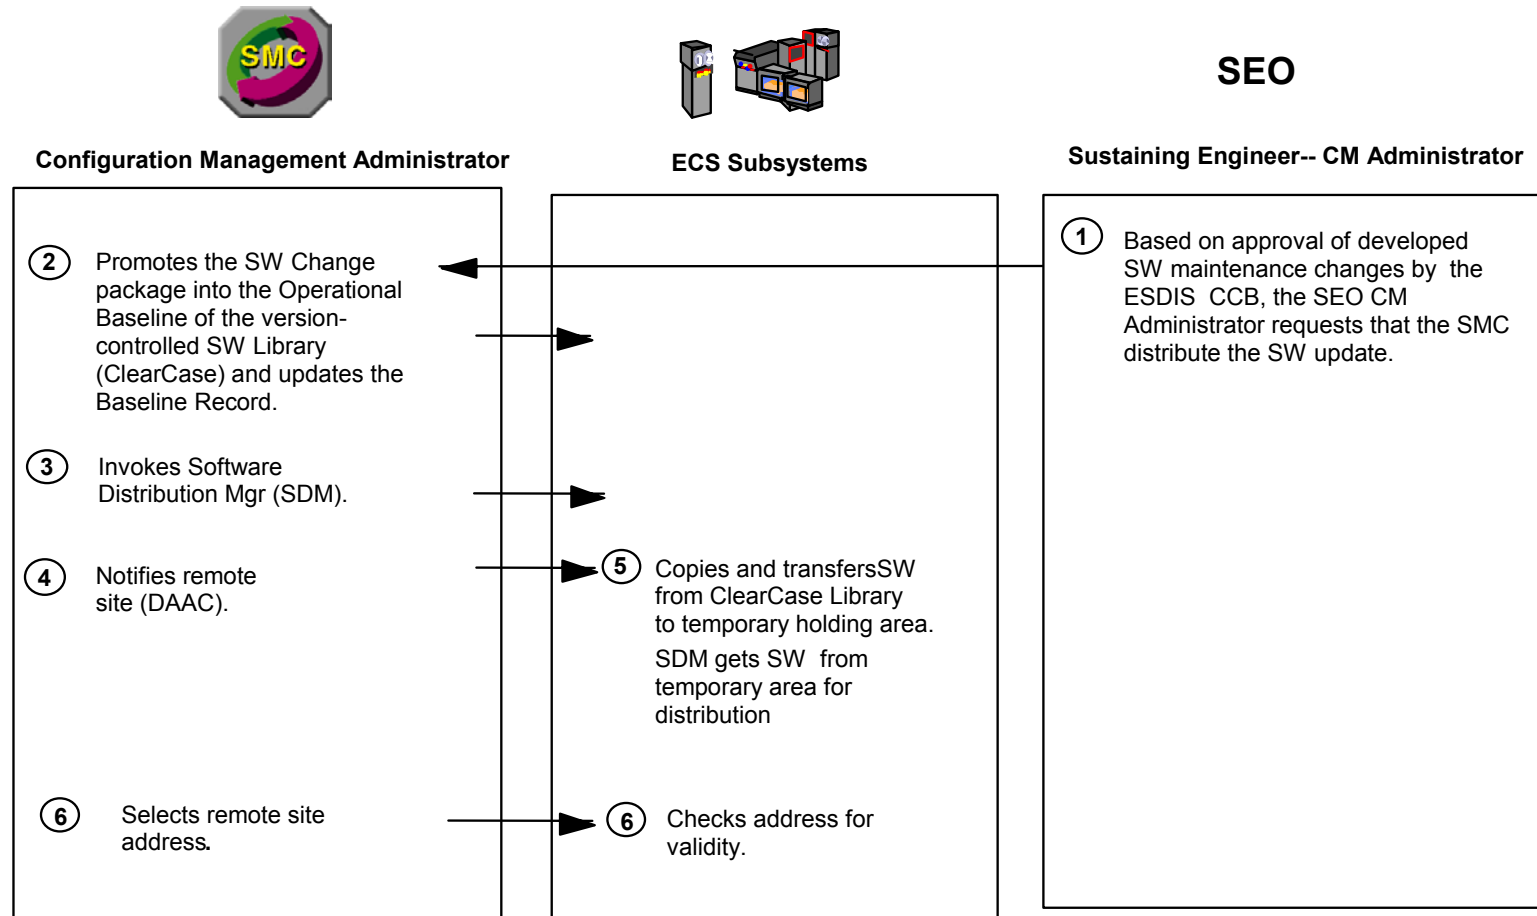 SMC
SEO
Configuration Management Administrator
ECS Subsystems
Sustaining Engineer-- CM Administrator
1
Based on approval of developed
SW maintenance changes by the
ESDIS CCB, the SEO CM
Administrator requests that the SMC
distribute the SW update.
2
Promotes the SW Change
package into the Operational
Baseline of the version-
controlled SW Library
(ClearCase) and updates the
Baseline Record.
3
Invokes Software
Distribution Mgr (SDM).
4
Notifies remote
site (DAAC).
5
Copies and transfersSW
from ClearCase Library
to temporary holding area.
SDM gets SW from
temporary area for
distribution
6
Selects remote site
address.
6
Checks address for
validity.